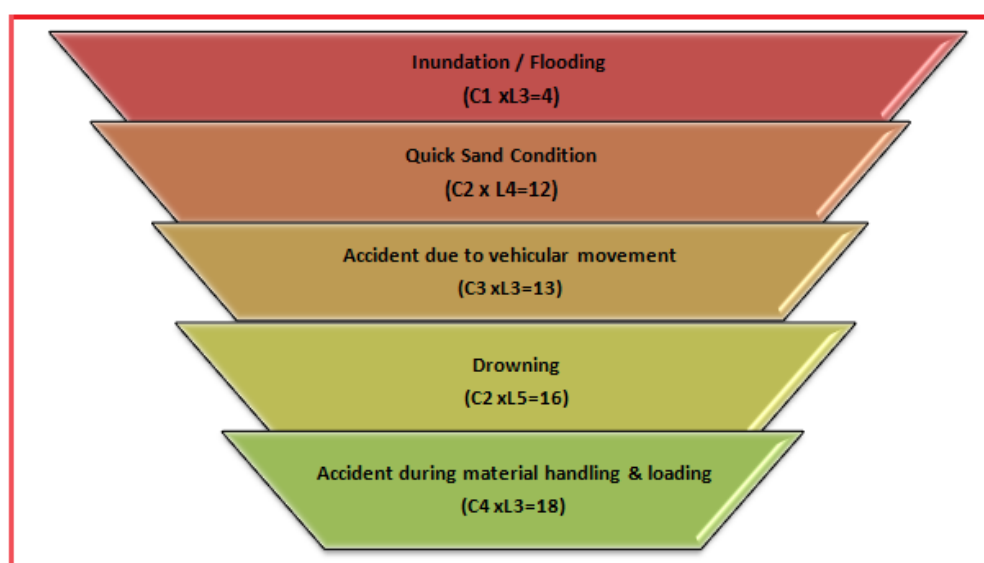 Inundation / Flooding
(C1 xL3=4)
Quick Sand Condition
(C2 x L4=12)
Accident due to vehicular movement
(C3 xL3=13)
Drowning
(C2 xL5=16)
Accident during material handling & loading
(C4 xL3=18)